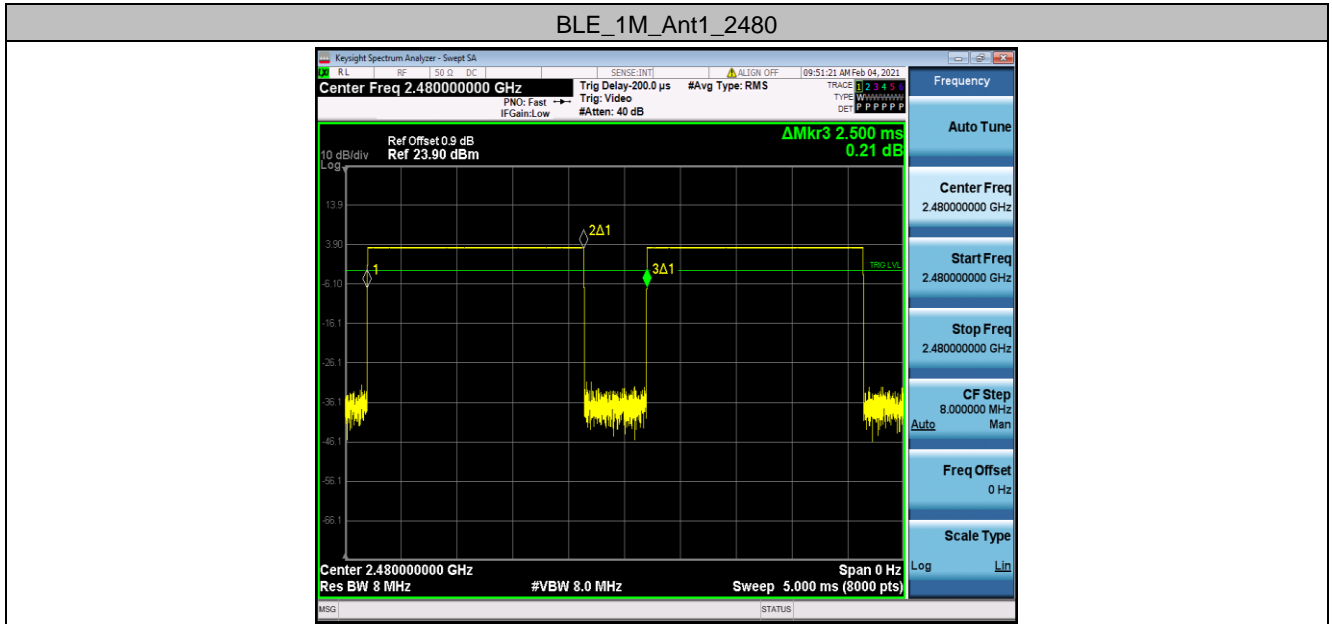 BLE_1M_Ant1_2480
Keysight Spectrum Analyzer - Swept SA
RL RF 50 Ω DC SENSE:INT ALIGN OFF 09:51:21 AM Feb 04, 2021
Center Freq 2.480000000 GHz
PNO: Fast
IFGain:Low
Trig Delay-200.0 µs
Trig: Video
#Atten: 40 dB
#Avg Type: RMS
TRACE 1 2 3 4 5 6
TYPE WWWWWW
DET P P P P P P
Frequency
Auto Tune
Center Freq
2.480000000 GHz
Start Freq
2.480000000 GHz
Stop Freq
2.480000000 GHz
CF Step
8.000000 MHz
Auto Man
Freq Offset
0 Hz
Scale Type
Log Lin
ΔMkr3 2.500 ms
0.21 dB
Ref Offset 0.9 dB
10 dB/div Ref 23.90 dBm
Log
13.9
3.90
-6.10
-16.1
-26.1
-36.1
-46.1
-56.1
-66.1
1
2Δ1
3Δ1
TRIG LVL
Center 2.480000000 GHz Span 0 Hz
Res BW 8 MHz #VBW 8.0 MHz Sweep 5.000 ms (8000 pts)
MSG STATUS